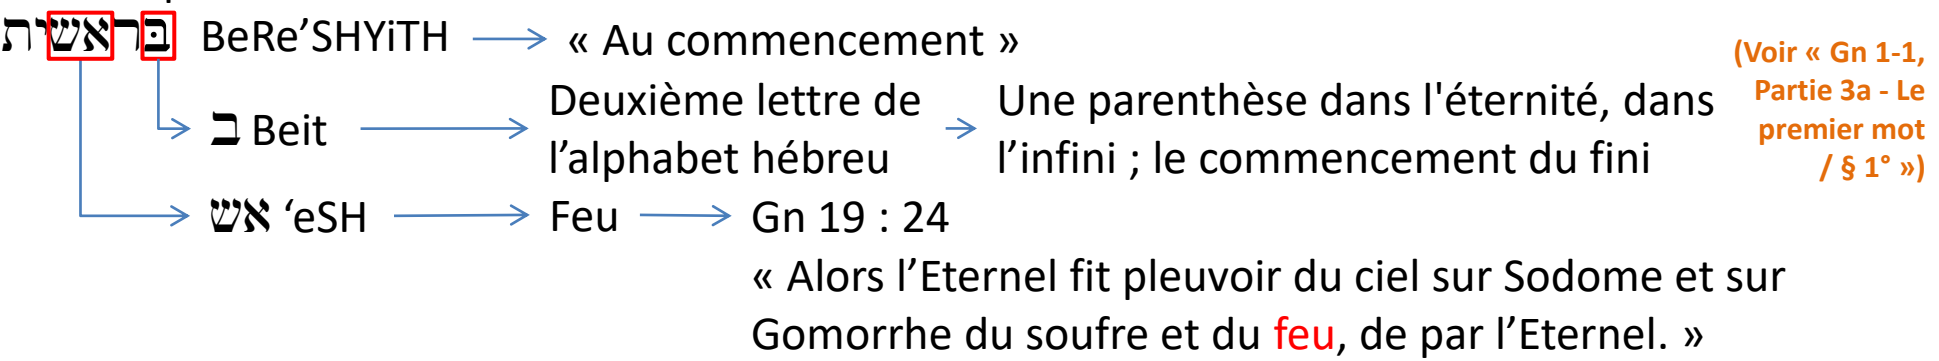 בּראשׁית BeRe’SHYiTH « Au commencement »
(Voir « Gn 1-1,
Partie 3a - Le
premier mot
/ § 1° »)
ב Beit
Deuxième lettre de
l’alphabet hébreu
Une parenthèse dans l'éternité, dans
l’infini ; le commencement du fini
אשׁ ‘eSH Feu Gn 19 : 24
« Alors l’Eternel fit pleuvoir du ciel sur Sodome et sur
Gomorrhe du soufre et du feu, de par l’Eternel. »